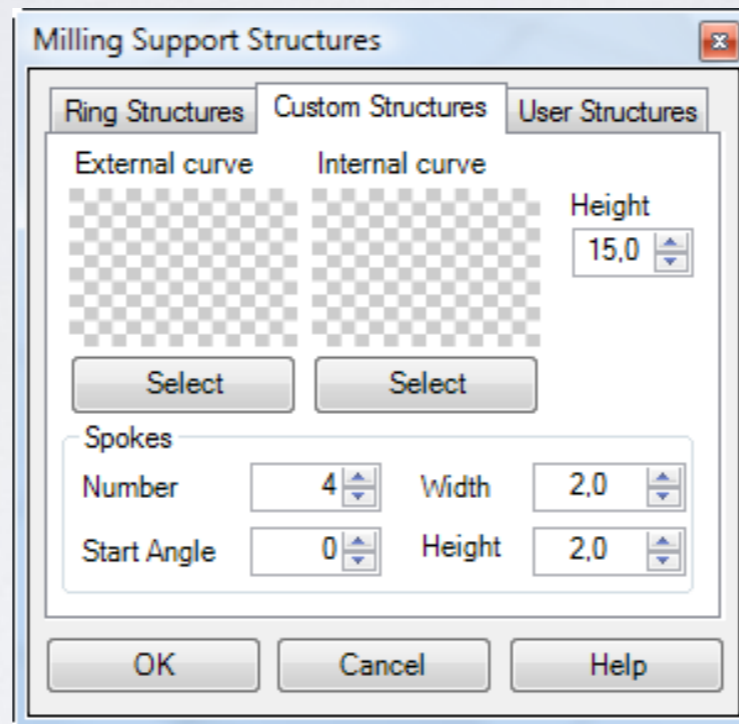 Milling Support Structures
Ring Structures Custom Structures User Structures
External curve Internal curve
Height
15,0
Select Select
Spokes
Number 4 Width 2,0
Start Angle 0 Height 2,0
OK Cancel Help